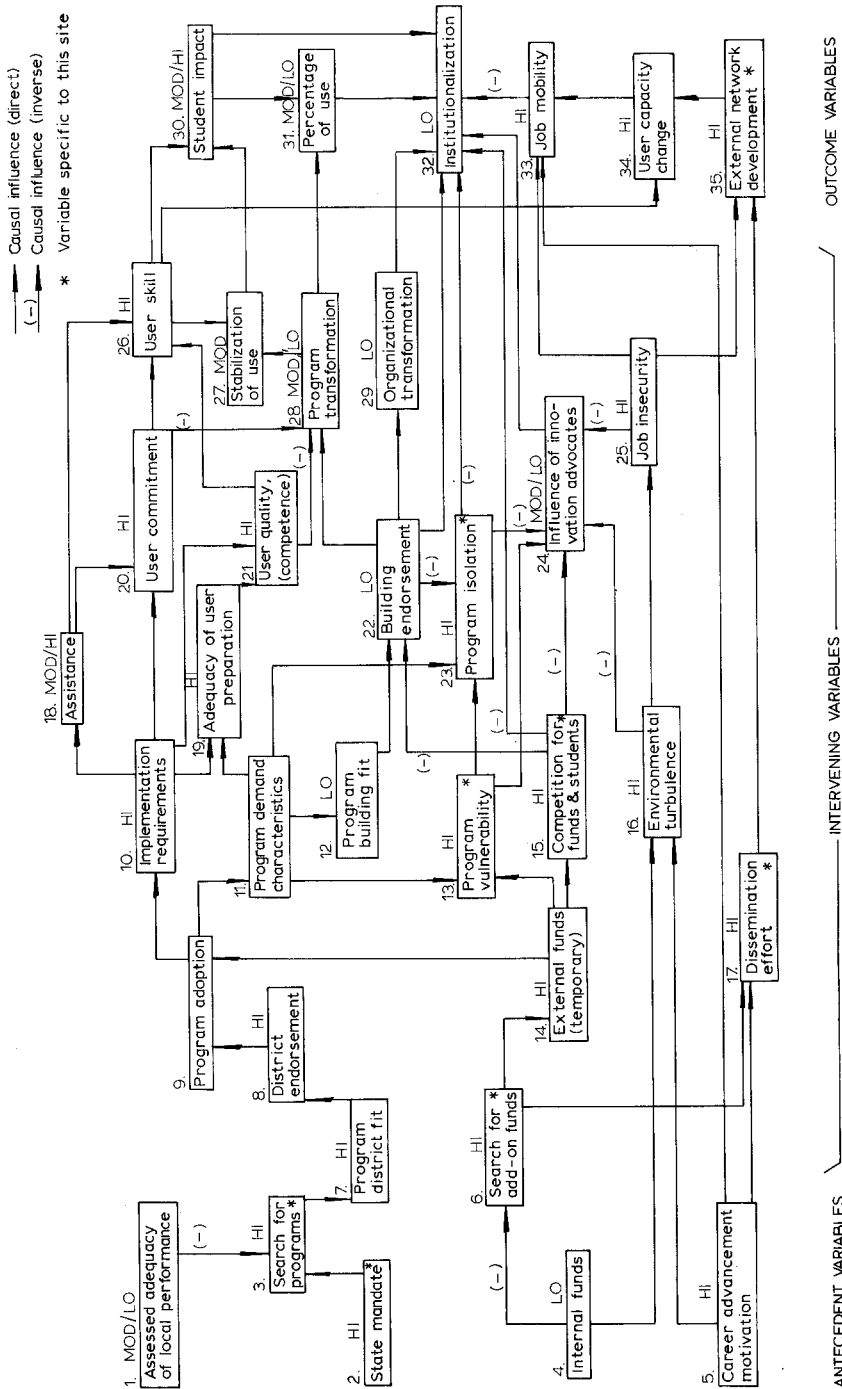 Causal influence (direct)
(–) Causal influence (inverse)
* Variable specific to this site
1. MOD/LO
Assessed adequacy
of local performance
(–)
2. HI
State mandate*
3. HI
Search for
programs*
4. LO
Internal funds
(–)
5. HI
Career advancement
motivation
6. HI
Search for*
add-on funds
7. HI
Program
district fit
8. HI
District
endorsement
9.
Program adoption
10. HI
Implementation
requirements
11.
Program demand
characteristics
12. LO
Program
building fit
13. HI
Program *
vulnerability
14. HI
External funds
(temporary)
15. HI
Competition for*
funds & students
(–)
(–)
(–)
16. HI
Environmental
turbulence
(–)
17. HI
Dissemination
effort *
18. MOD/HI
Assistance
19. HI
Adequacy of user
preparation
20. HI
User commitment
(–)
21 HI
User quality,
(competence)
(–)
22. LO
Building
endorsement
(–)
23. HI
Program isolation*
(–)
(–)
24. MOD/LO
Influence of inno-
vation advocates
(–)
25. HI
Job insecurity
26. HI
User skill
27. MOD
Stabilization
of use
28. MOD/LO
Program
transformation
29 LO
Organizational
transformation
30. MOD/HI
Student impact
31. MOD/LO
Percentage
of use
32. LO
Institutionalization
(–)
33. HI
Job mobility
34. HI
User capacity
change
35. HI
External network
development *
ANTECEDENT VARIABLES
INTERVENING VARIABLES
OUTCOME VARIABLES